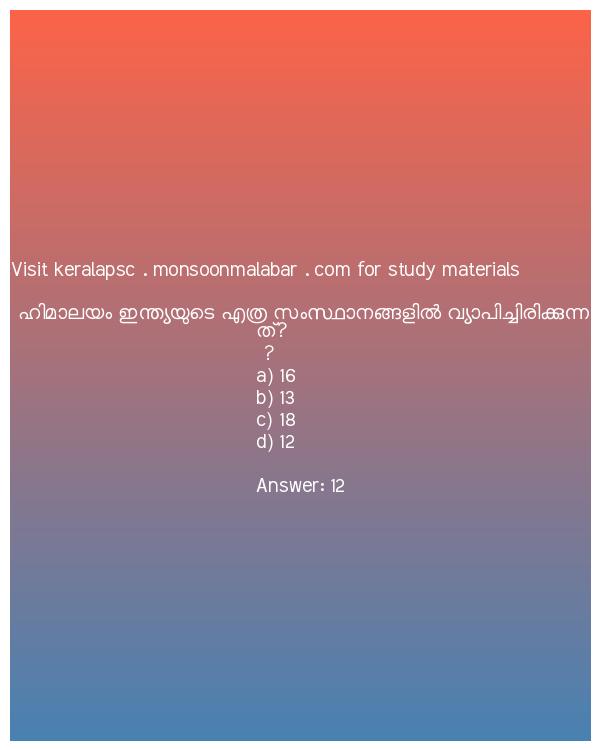 Visit keralapsc . monsoonmalabar . com for study materials
ഹിമാലയം ഇന്ത്യയുടെ എത്ര സംസ്ഥാനങ്ങളിൽ വ്യാപിച്ചിരിക്കുന്ന
ത്?
?
a) 16
b) 13
c) 18
d) 12
Answer: 12